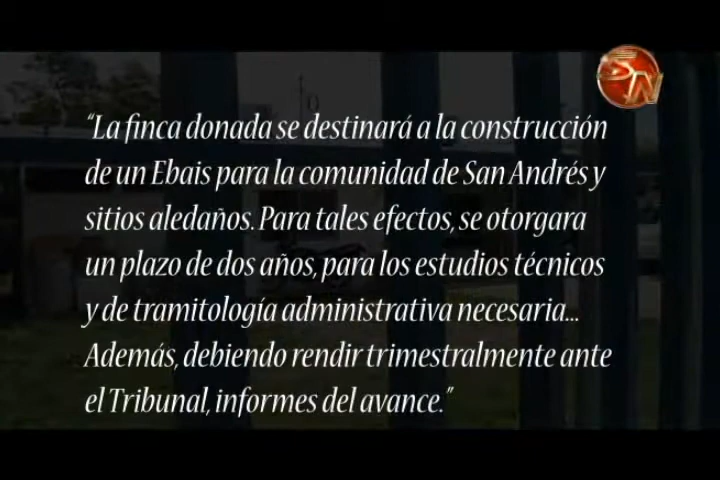 SN
“La finca donada se destinará a la construcción
de un Ebais para la comunidad de San Andrés y
sitios aledaños. Para tales efectos, se otorgara
un plazo de dos años, para los estudios técnicos
y de tramitología administrativa necesaria...
Además, debiendo rendir trimestralmente ante
el Tribunal, informes del avance.”